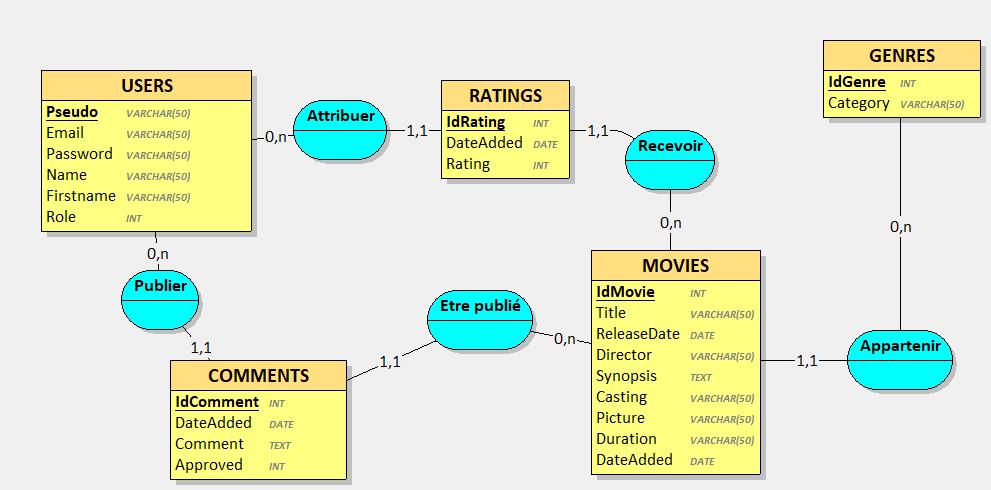 USERS
Pseudo VARCHAR(50)
Email VARCHAR(50)
Password VARCHAR(50)
Name VARCHAR(50)
Firstname VARCHAR(50)
Role INT
0,n
Attribuer
1,1
RATINGS
IdRating INT
DateAdded DATE
Rating INT
1,1
Recevoir
0,n
GENRES
IdGenre INT
Category VARCHAR(50)
0,n
Appartenir
1,1
MOVIES
IdMovie INT
Title VARCHAR(50)
ReleaseDate DATE
Director VARCHAR(50)
Synopsis TEXT
Casting VARCHAR(50)
Picture VARCHAR(50)
Duration VARCHAR(50)
DateAdded DATE
0,n
Etre publié
1,1
0,n
Publier
1,1
COMMENTS
IdComment INT
DateAdded DATE
Comment TEXT
Approved INT